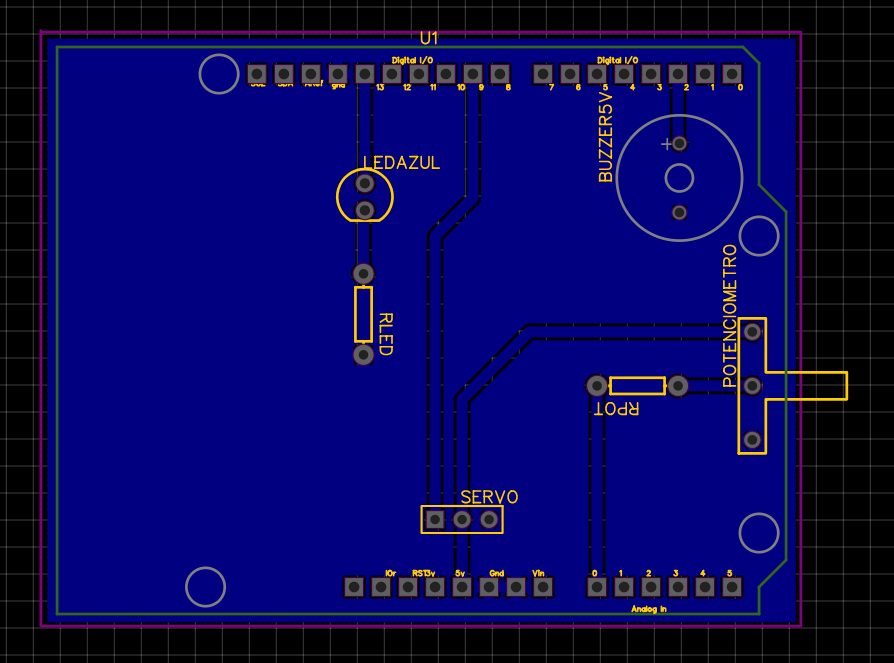 U1
Digital I/O
Digital I/O
SCL SDA AREF gnd 13 12 11 10 9 8 7 6 5 4 3 2 1 0
BUZZER5V
+
LEDAZUL
POTENCIOMETRO
RLED
RPOT
SERVO
IOr RST3v 5v Gnd Vin 0 1 2 3 4 5
Analog In